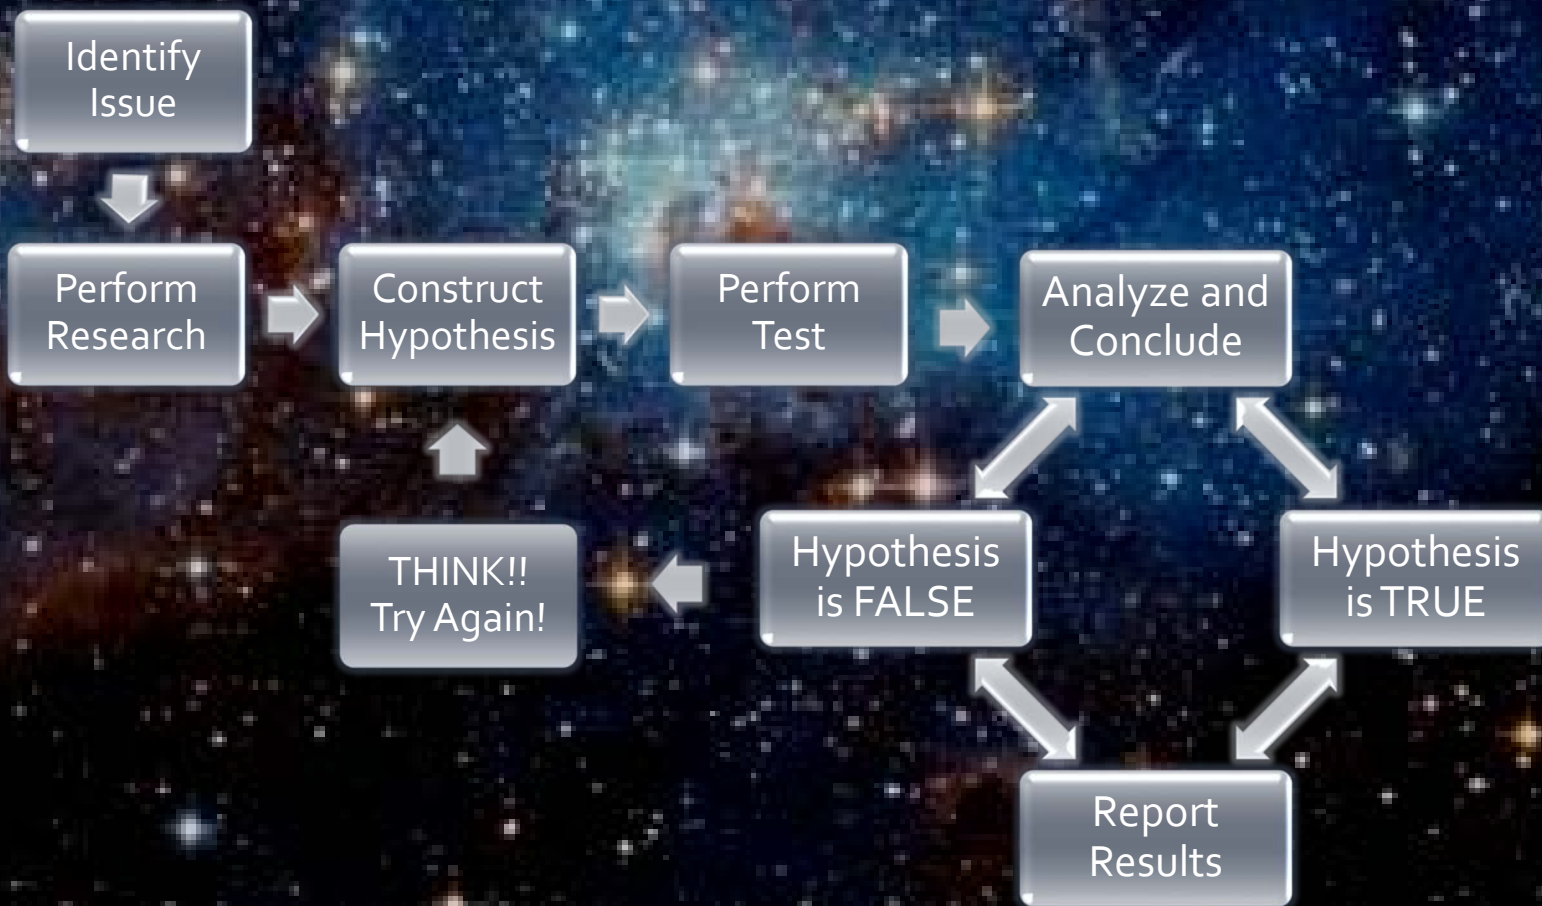 Identify
Issue
Perform
Research
Construct
Hypothesis
Perform
Test
Analyze and
Conclude
Hypothesis
is FALSE
Hypothesis
is TRUE
THINK!!
Try Again!
Report
Results